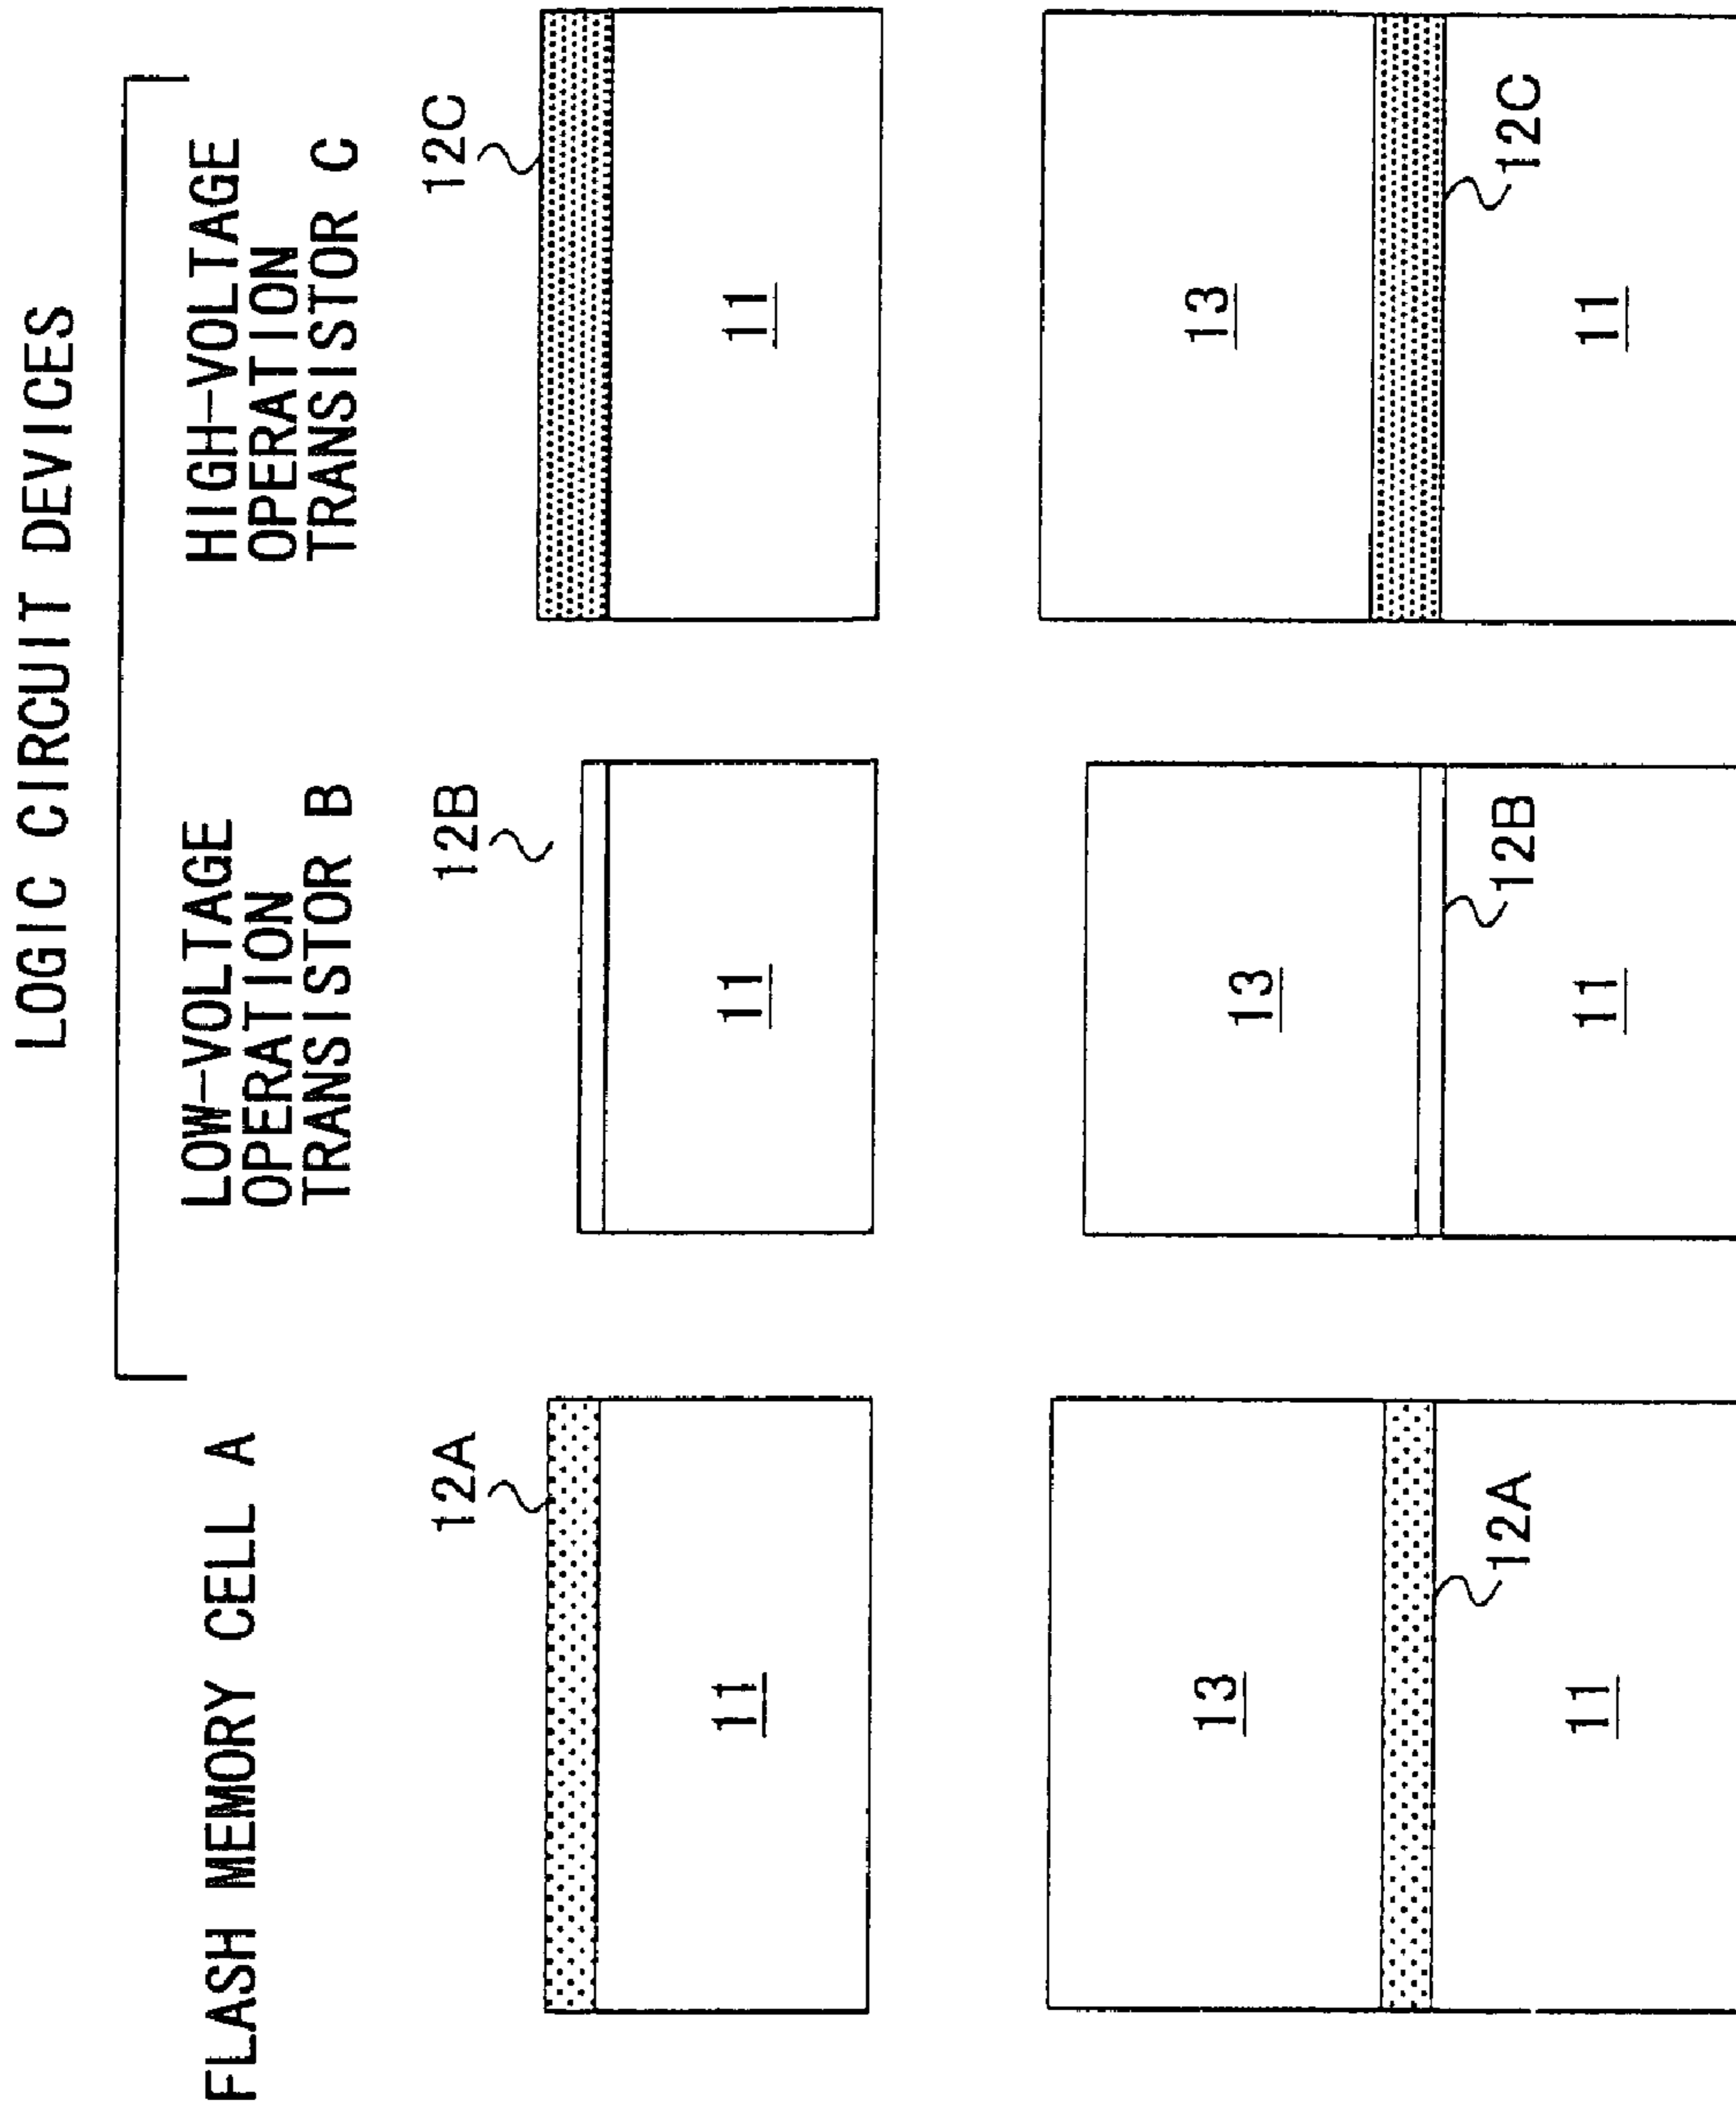 LOGIC CIRCUIT DEVICES
FLASH MEMORY CELL A
LOW-VOLTAGE
OPERATION
TRANSISTOR B
HIGH-VOLTAGE
OPERATION
TRANSISTOR C
12A
12B
12C
11
11
11
13
13
13
12A
12B
12C
11
11
11